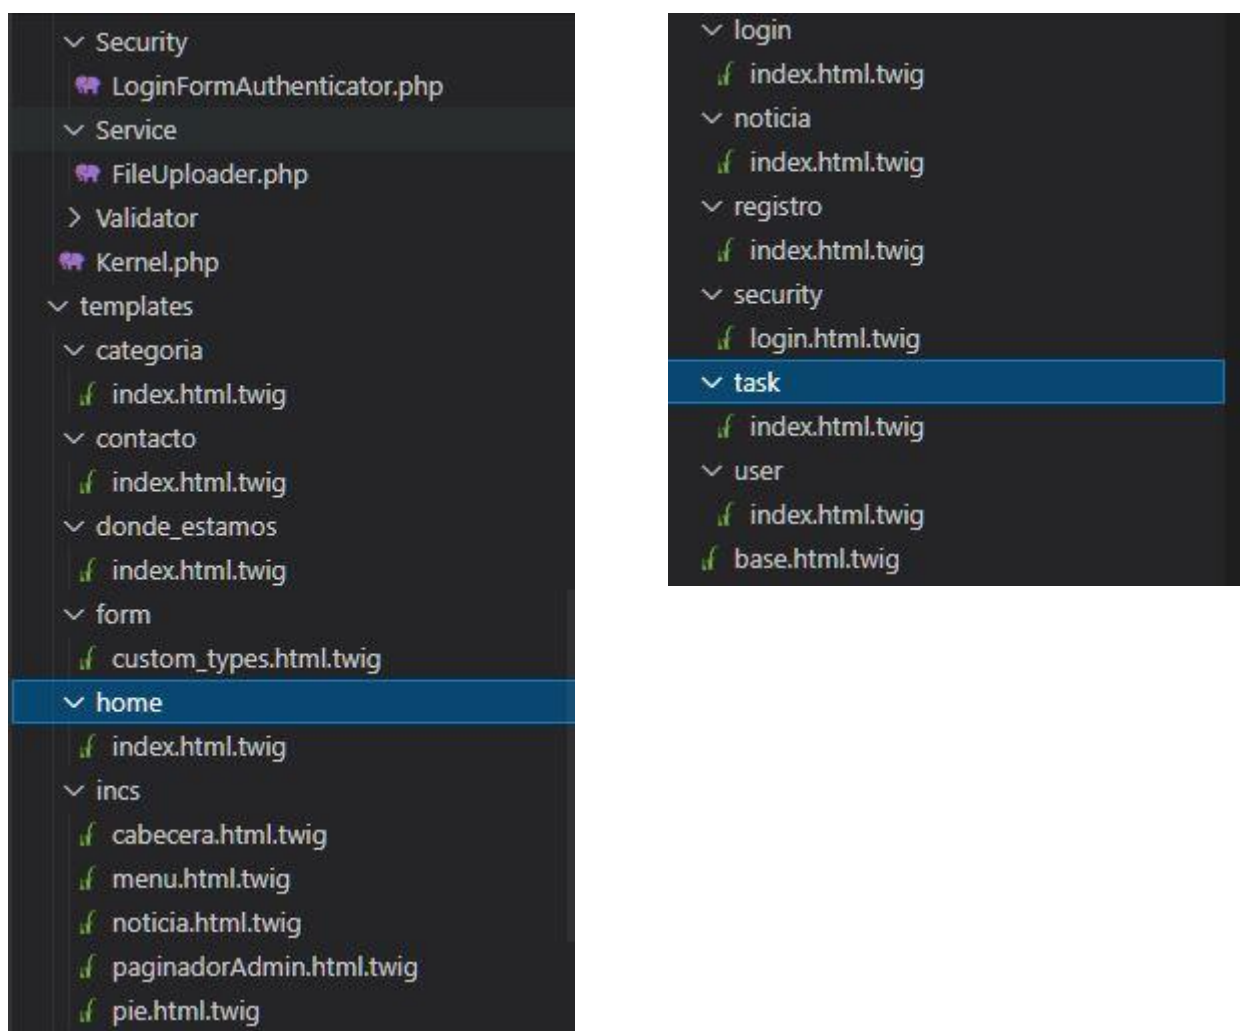 Security
LoginFormAuthenticator.php
Service
FileUploader.php
Validator
Kernel.php
templates
categoria
index.html.twig
contacto
index.html.twig
donde_estamos
index.html.twig
form
custom_types.html.twig
home
index.html.twig
incs
cabecera.html.twig
menu.html.twig
noticia.html.twig
paginadorAdmin.html.twig
pie.html.twig
login
index.html.twig
noticia
index.html.twig
registro
index.html.twig
security
login.html.twig
task
index.html.twig
user
index.html.twig
base.html.twig